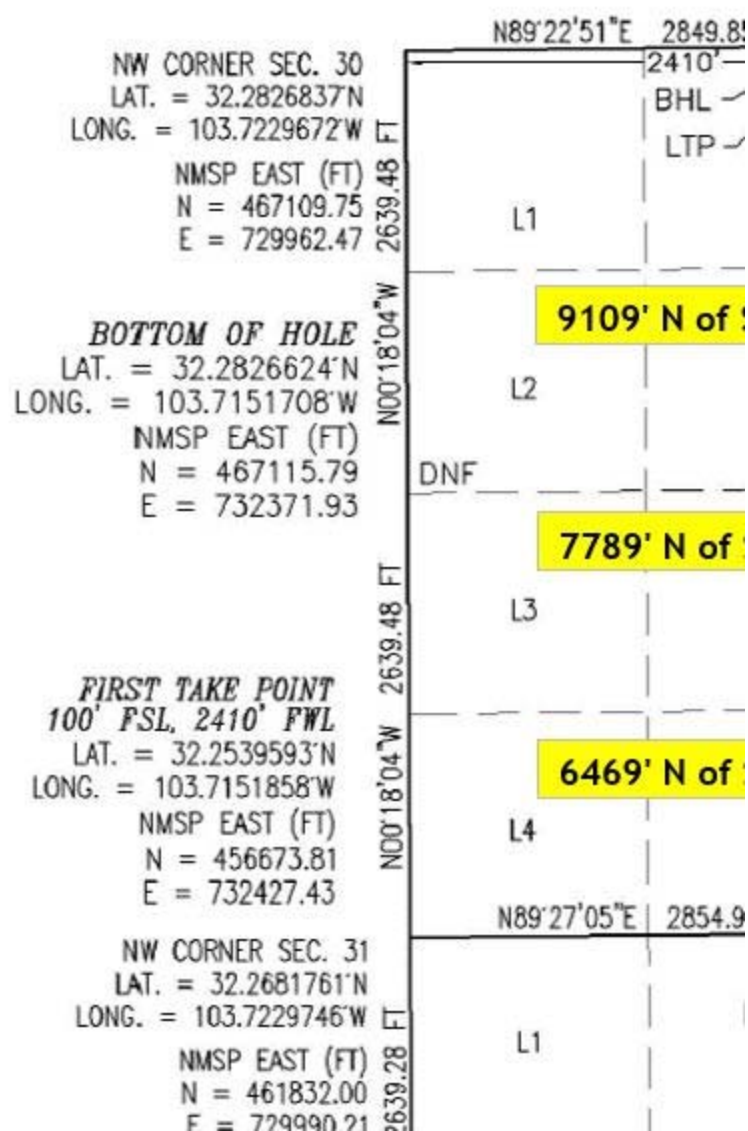 N89°22'51"E 2849.85
2410'
BHL
LTP
NW CORNER SEC. 30
LAT. = 32.2826837°N
LONG. = 103.7229672°W
NMSP EAST (FT)
N = 467109.75
E = 729962.47
2639.48 FT
N00°18'04"W
L1
9109' N of
BOTTOM OF HOLE
LAT. = 32.2826624°N
LONG. = 103.7151708°W
NMSP EAST (FT)
N = 467115.79
E = 732371.93
L2
DNF
7789' N of
2639.48 FT
N00°18'04"W
L3
FIRST TAKE POINT
100' FSL, 2410' FWL
LAT. = 32.2539593°N
LONG. = 103.7151858°W
NMSP EAST (FT)
N = 456673.81
E = 732427.43
6469' N of
L4
N89°27'05"E 2854.9
NW CORNER SEC. 31
LAT. = 32.2681761°N
LONG. = 103.7229746°W
NMSP EAST (FT)
N = 461832.00
E = 729990.21
2639.28 FT
L1